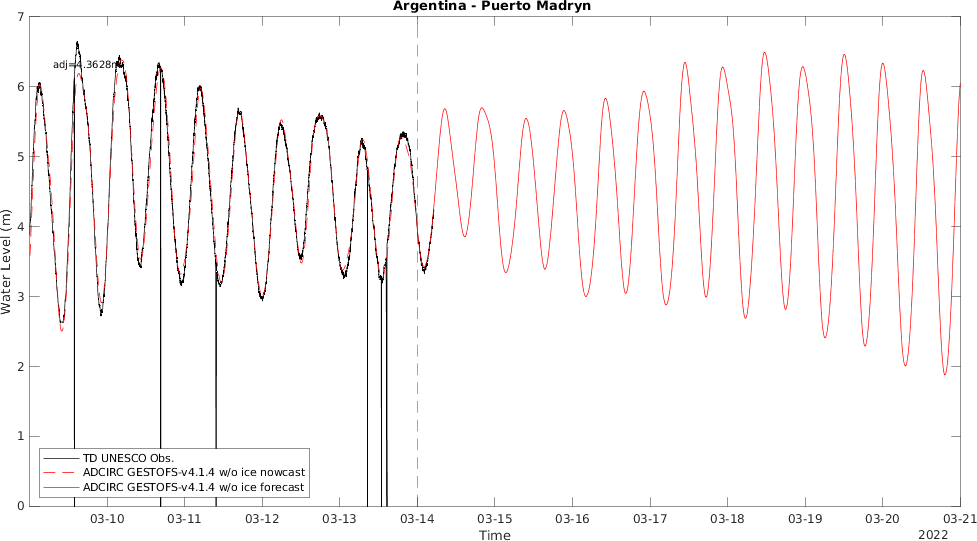 Argentina - Puerto Madryn
7
6
5
4
3
2
1
0
Water Level (m)
adj=4.3628m
TD UNESCO Obs.
ADCIRC GESTOFS-v4.1.4 w/o ice nowcast
ADCIRC GESTOFS-v4.1.4 w/o ice forecast
03-10 03-11 03-12 03-13 03-14 03-15 03-16 03-17 03-18 03-19 03-20 03-21
Time
2022